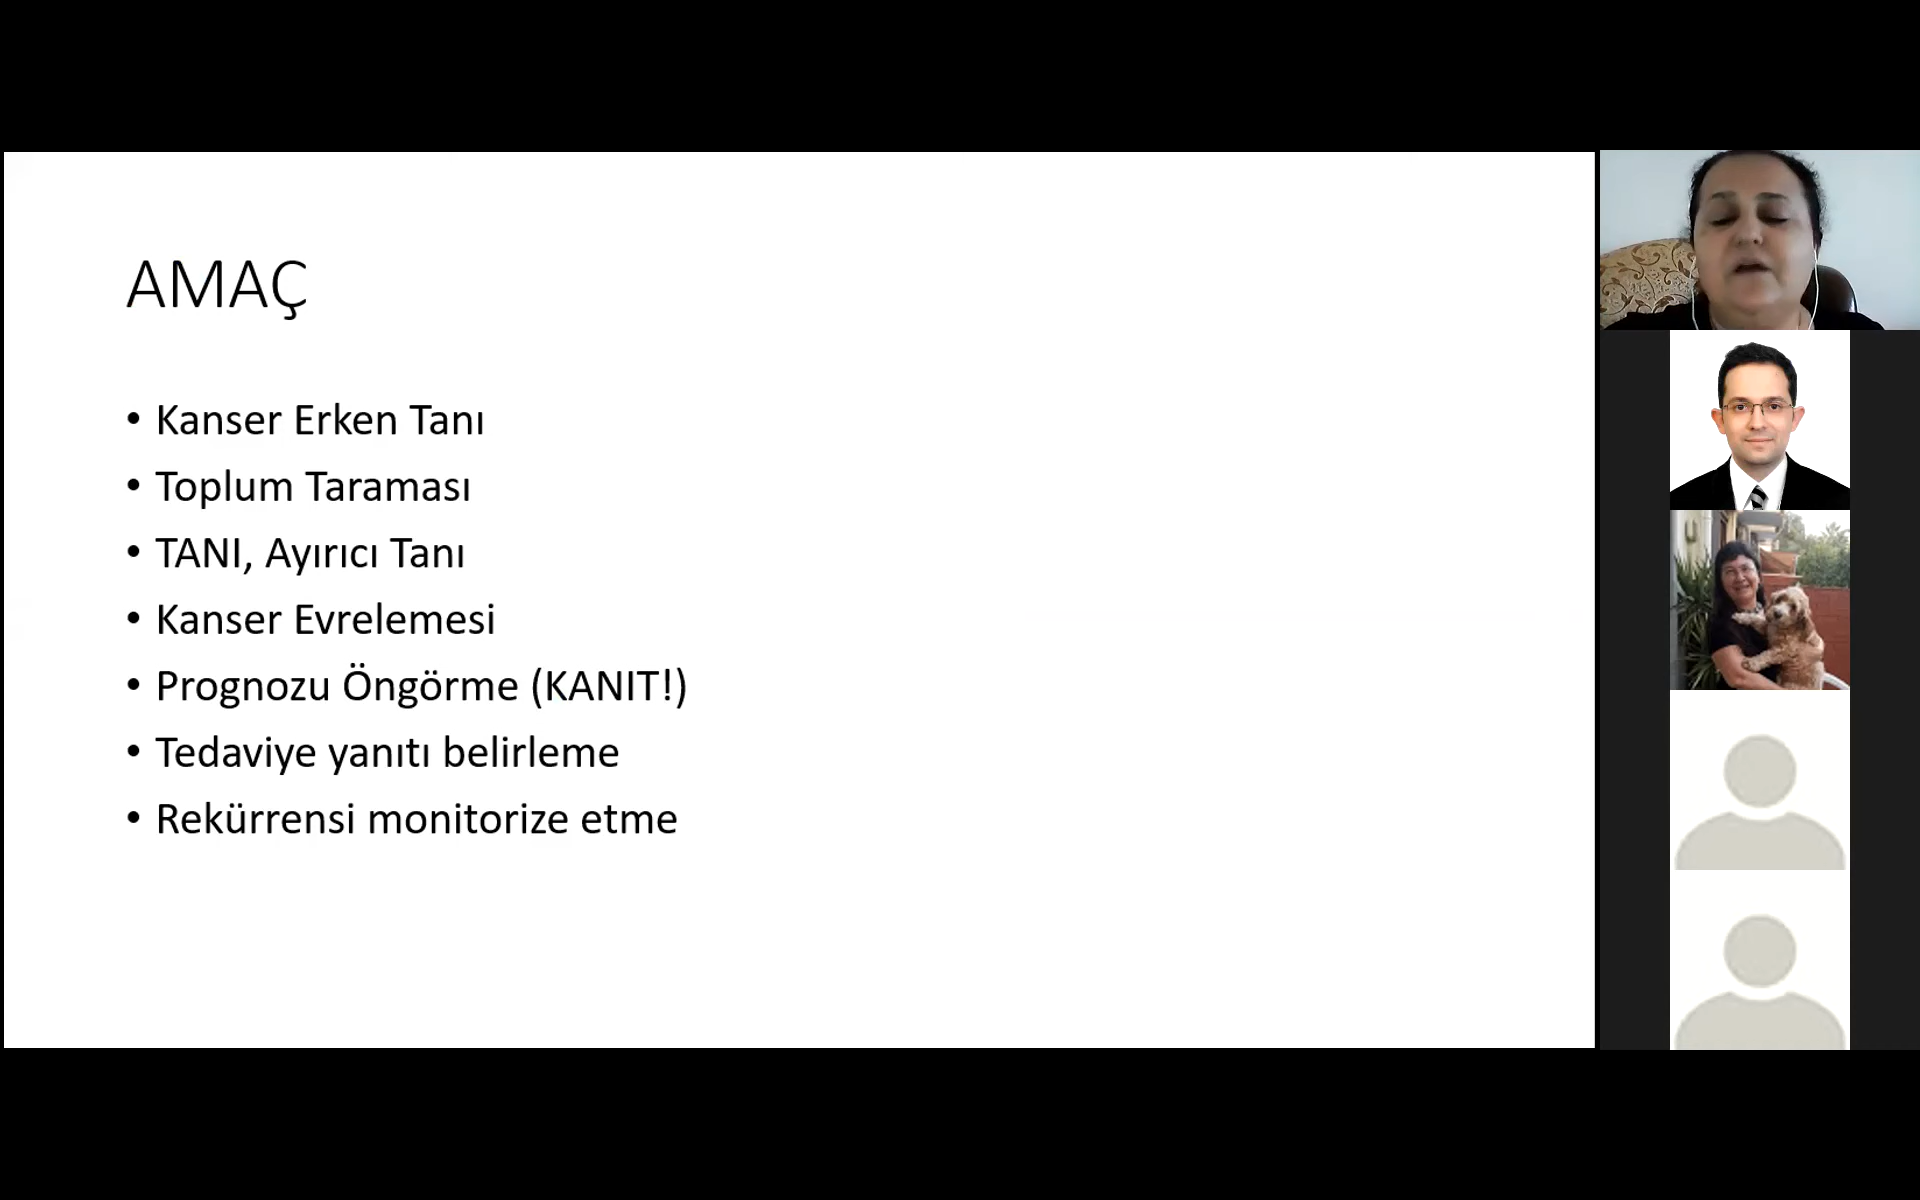 AMAÇ
• Kanser Erken Tanı
• Toplum Taraması
• TANI, Ayırıcı Tanı
• Kanser Evrelemesi
• Prognozu Öngörme (KANIT!)
• Tedaviye yanıtı belirleme
• Rekürrensi monitorize etme